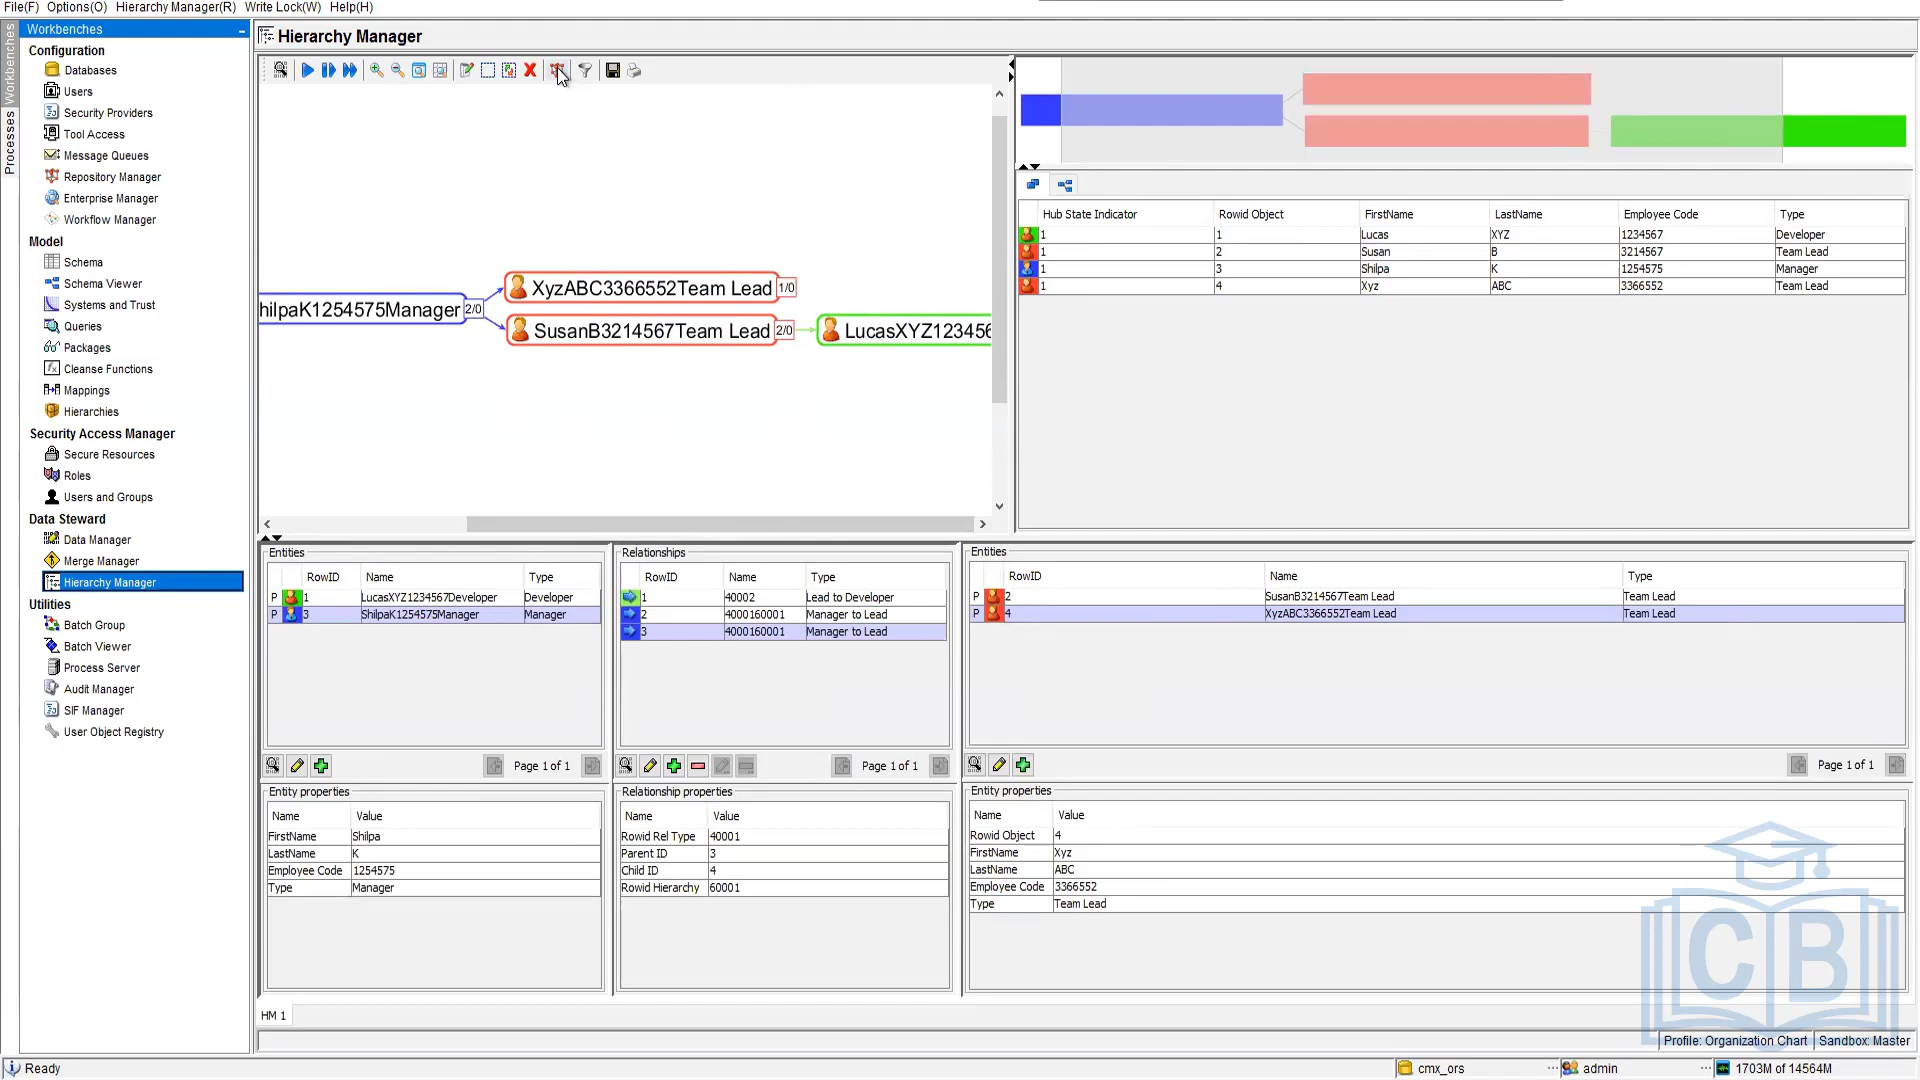 File(F) Options(O) Hierarchy Manager(R) Write Lock(W) Help(H)
Workbenches
Processes
Workbenches
Configuration
Databases
Users
Security Providers
Tool Access
Message Queues
Repository Manager
Enterprise Manager
Workflow Manager
Model
Schema
Schema Viewer
Systems and Trust
Queries
Packages
Cleanse Functions
Mappings
Hierarchies
Security Access Manager
Secure Resources
Roles
Users and Groups
Data Steward
Data Manager
Merge Manager
Hierarchy Manager
Utilities
Batch Group
Batch Viewer
Process Server
Audit Manager
SIF Manager
User Object Registry
Hierarchy Manager
hilpaK1254575Manager 2/0
XyzABC3366552Team Lead 1/0
SusanB3214567Team Lead 2/0
LucasXYZ123456
Hub State Indicator Rowid Object FirstName LastName Employee Code Type
1 1 Lucas XYZ 1234567 Developer
1 2 Susan B 3214567 Team Lead
1 3 Shilpa K 1254575 Manager
1 4 Xyz ABC 3366552 Team Lead
Entities
RowID Name Type
P 1 LucasXYZ1234567Developer Developer
P 3 ShilpaK1254575Manager Manager
Page 1 of 1
Relationships
RowID Name Type
1 40002 Lead to Developer
2 4000160001 Manager to Lead
3 4000160001 Manager to Lead
Page 1 of 1
Entities
RowID Name Type
P 2 SusanB3214567Team Lead Team Lead
P 4 XyzABC3366552Team Lead Team Lead
Page 1 of 1
Entity properties
Name Value
FirstName Shilpa
LastName K
Employee Code 1254575
Type Manager
Relationship properties
Name Value
Rowid Rel Type 40001
Parent ID 3
Child ID 4
Rowid Hierarchy 60001
Entity properties
Name Value
Rowid Object 4
FirstName Xyz
LastName ABC
Employee Code 3366552
Type Team Lead
CB
HM 1
Profile: Organization Chart Sandbox: Master
Ready
cmx_ors
admin
1703M of 14564M